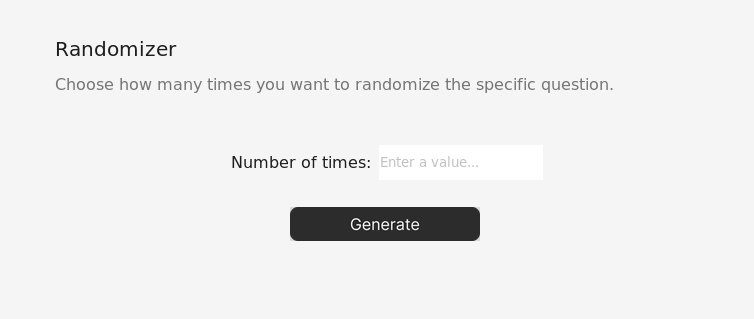 Randomizer
Choose how many times you want to randomize the specific question.
Number of times: Enter a value...
Generate